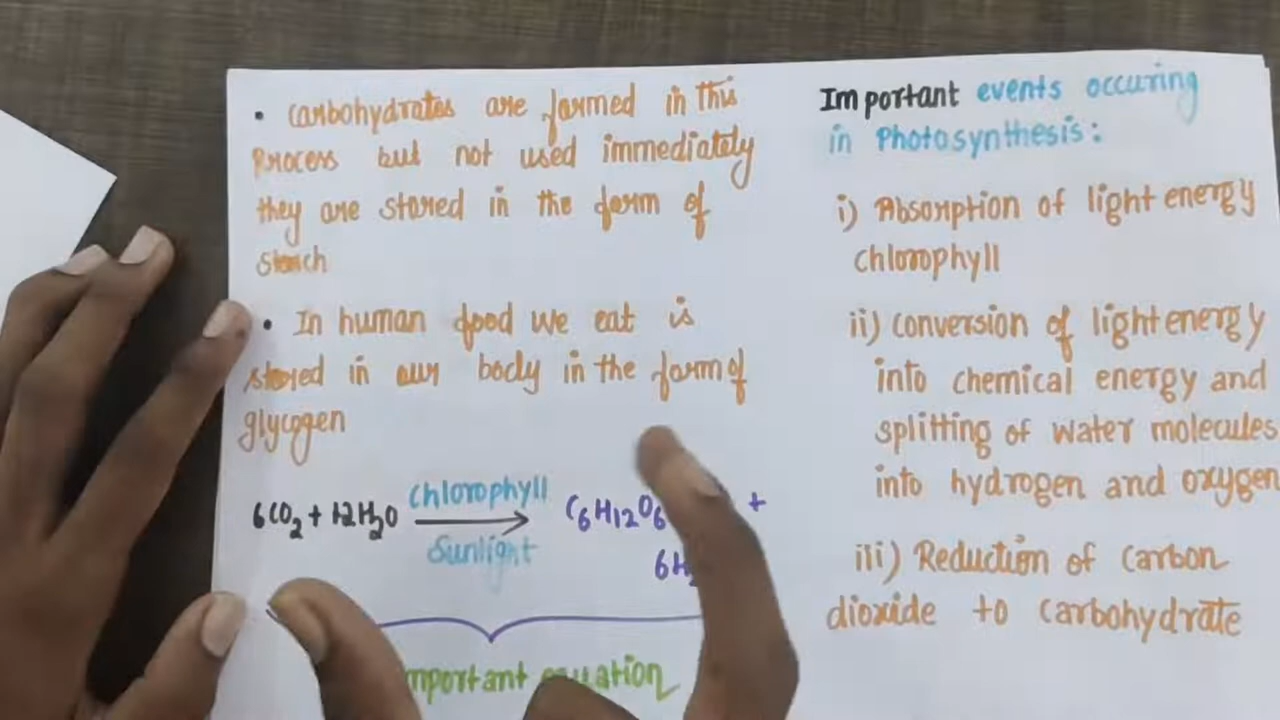 • Carbohydrates are formed in this
Process but not used immediately
they are stored in the form of
starch
• In human food we eat is
stored in our body in the form of
glycogen
6CO₂ + 12H₂O chlorophyll C₆H₁₂O₆ +
Sunlight
6H₂
important equation
Important events occuring
in Photosynthesis:
i) Absorption of light energy
chlorophyll
ii) conversion of light energy
into chemical energy and
splitting of water molecules
into hydrogen and oxygen
iii) Reduction of carbon
dioxide to carbohydrate